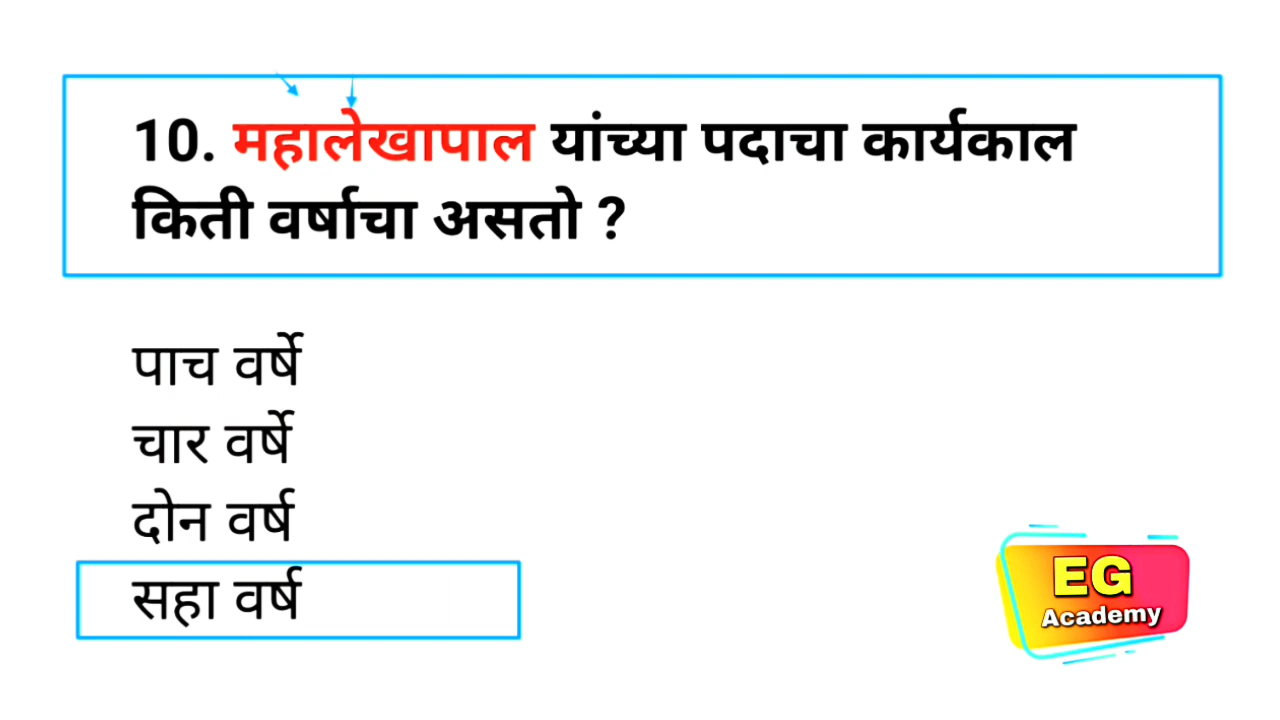 10. महालेखापाल यांच्या पदाचा कार्यकाल
किती वर्षाचा असतो ?
पाच वर्षे
चार वर्षे
दोन वर्ष
सहा वर्ष
EG
Academy